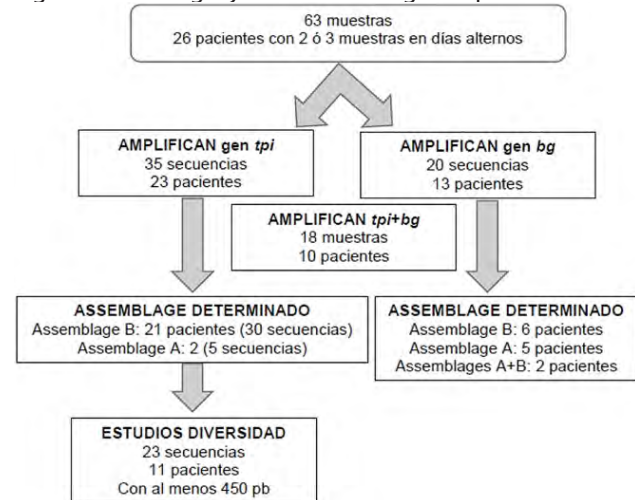 63 muestras
26 pacientes con 2 ó 3 muestras en días alternos
AMPLIFICAN gen tpi
35 secuencias
23 pacientes
AMPLIFICAN gen bg
20 secuencias
13 pacientes
AMPLIFICAN tpi+bg
18 muestras
10 pacientes
ASSEMBLAGE DETERMINADO
Assemblage B: 21 pacientes (30 secuencias)
Assemblage A: 2 (5 secuencias)
ASSEMBLAGE DETERMINADO
Assemblage B: 6 pacientes
Assemblage A: 5 pacientes
Assemblages A+B: 2 pacientes
ESTUDIOS DIVERSIDAD
23 secuencias
11 pacientes
Con al menos 450 pb